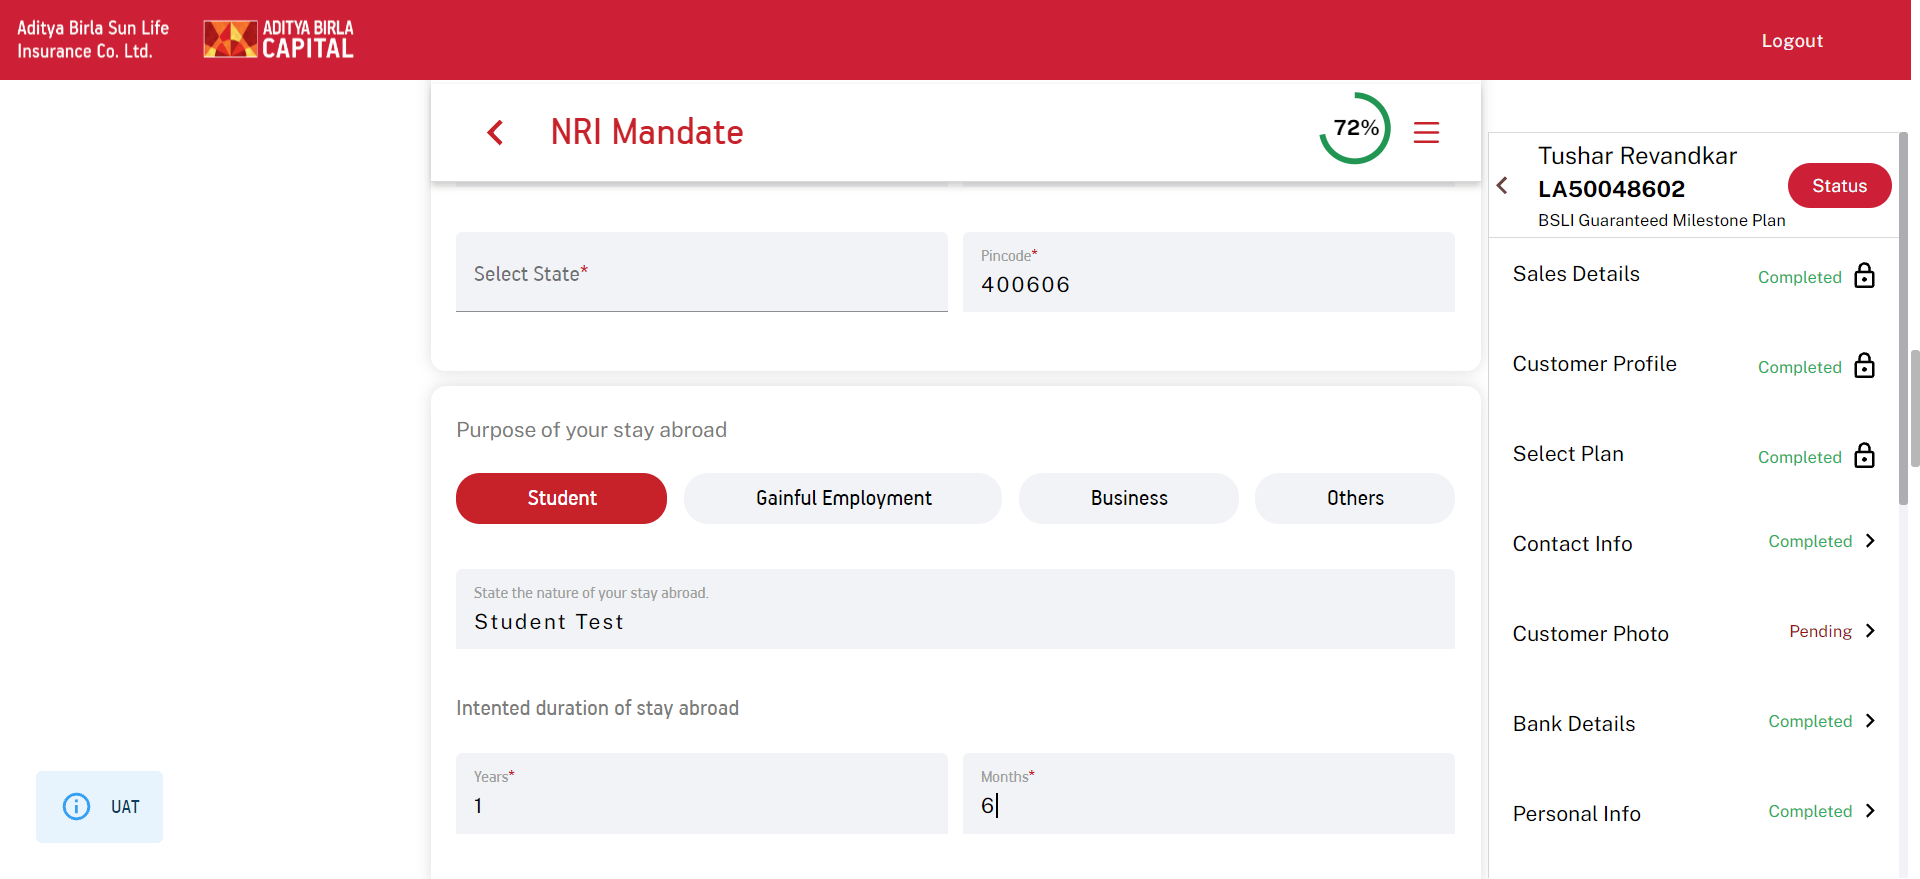 Aditya Birla Sun Life
Insurance Co. Ltd.
ADITYA BIRLA
CAPITAL
Logout
NRI Mandate
72%
Select State*
Pincode*
400606
Purpose of your stay abroad
Student
Gainful Employment
Business
Others
State the nature of your stay abroad.
Student Test
Intented duration of stay abroad
Years*
1
Months*
6
UAT
Tushar Revandkar
LA50048602
BSLI Guaranteed Milestone Plan
Status
Sales Details
Completed
Customer Profile
Completed
Select Plan
Completed
Contact Info
Completed
Customer Photo
Pending
Bank Details
Completed
Personal Info
Completed